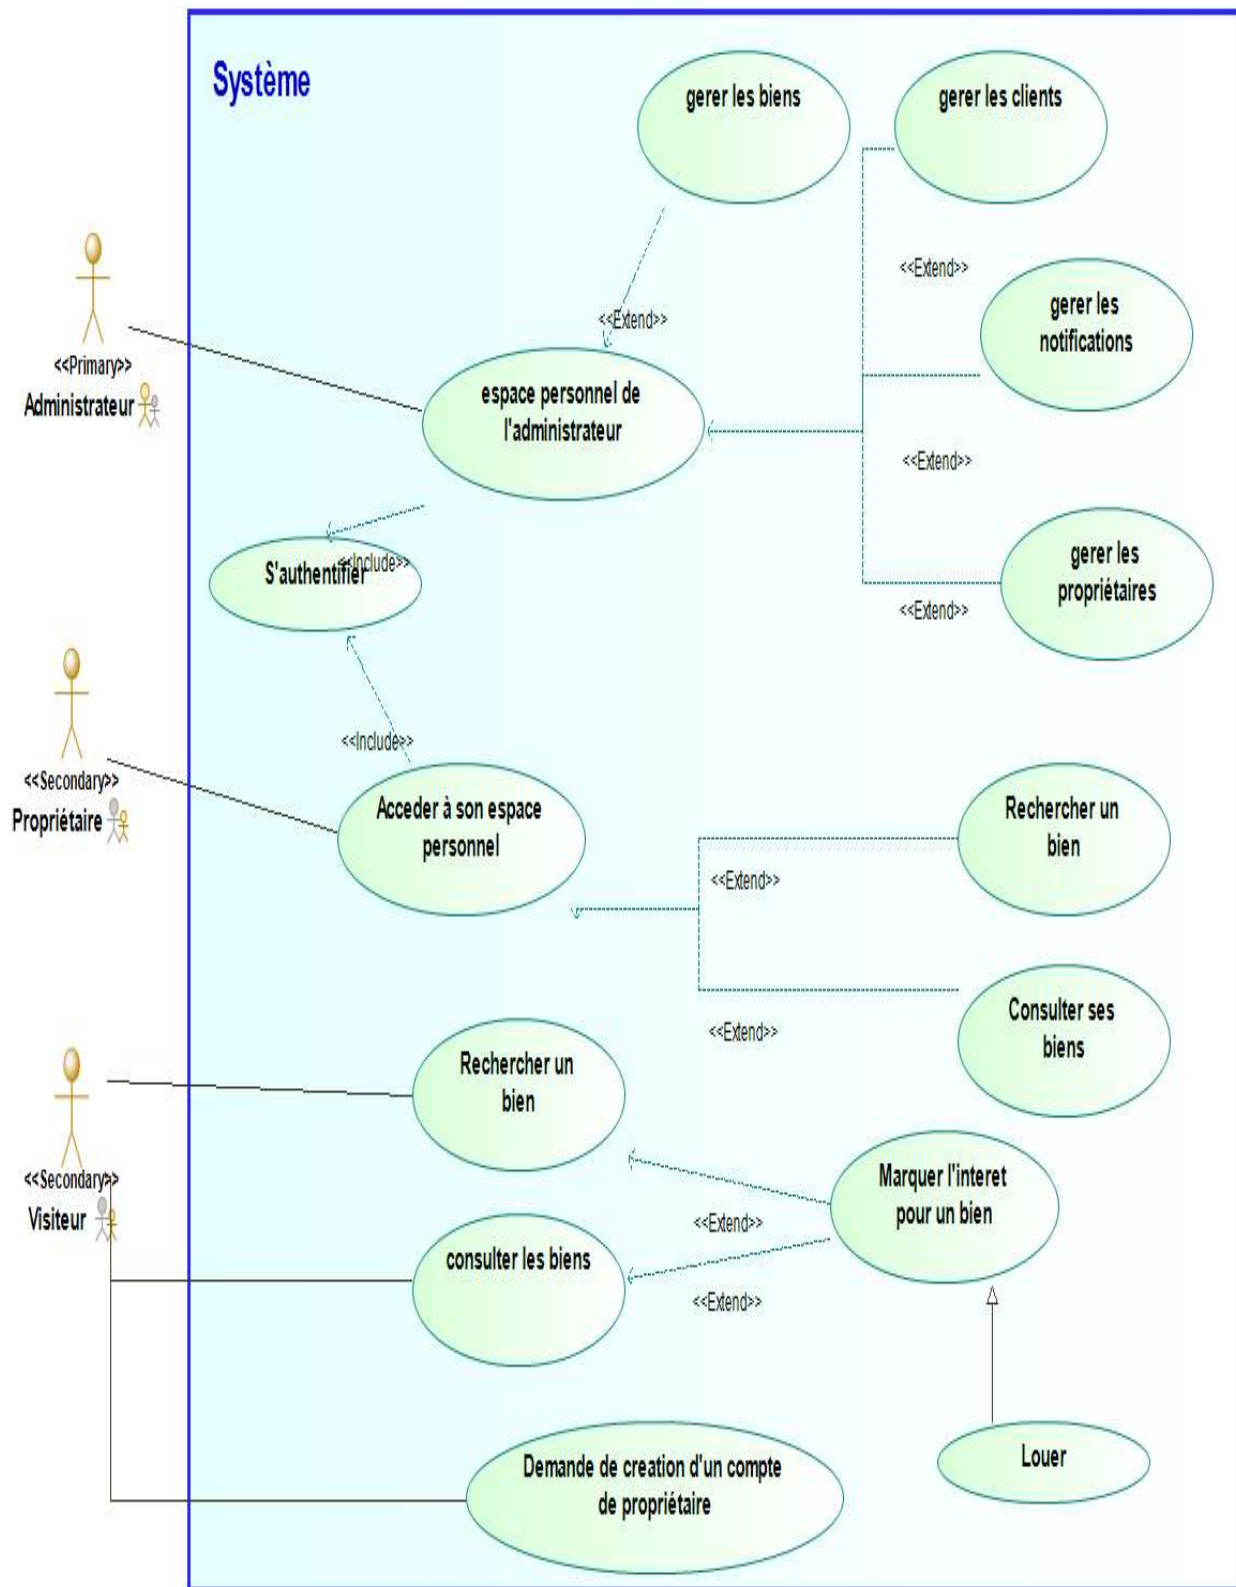 Système
gerer les biens
gerer les clients
<<Extend>>
gerer les
notifications
<<Extend>>
<<Primary>>
Administrateur
espace personnel de
l'administrateur
<<Extend>>
<<Include>>
S'authentifier
gerer les
propriétaires
<<Extend>>
<<Include>>
<<Secondary>>
Propriétaire
Acceder à son espace
personnel
Rechercher un
bien
<<Extend>>
Consulter ses
biens
<<Extend>>
Rechercher un
bien
<<Secondary>>
Visiteur
Marquer l'interet
pour un bien
<<Extend>>
consulter les biens
<<Extend>>
Louer
Demande de creation d'un compte
de propriétaire